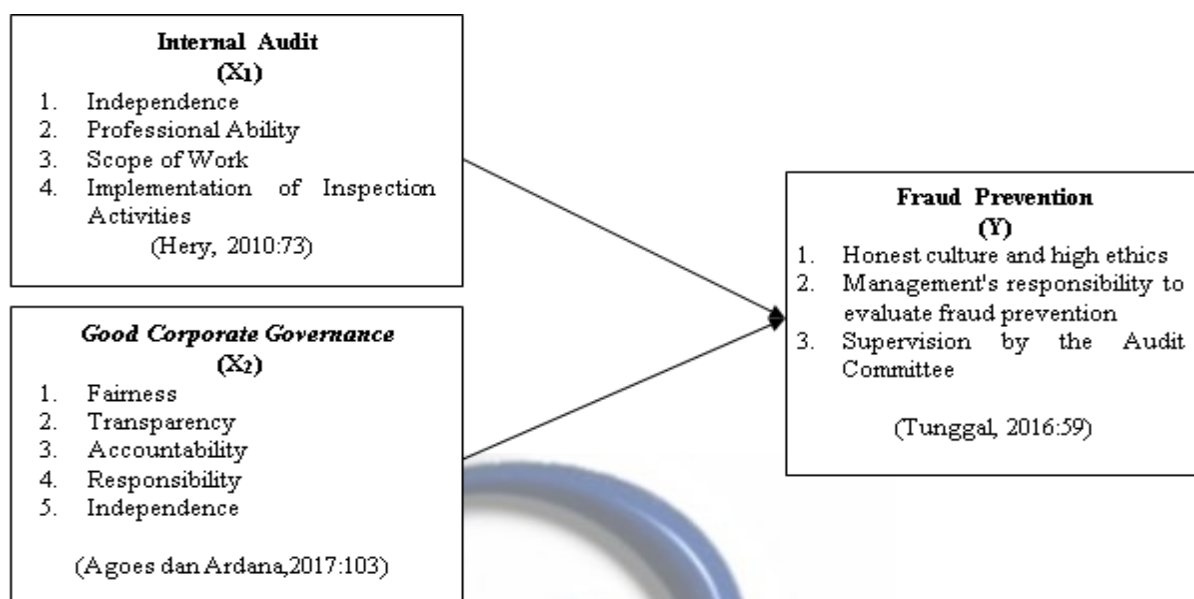 Internal Audit
(X1)
1. Independence
2. Professional Ability
3. Scope of Work
4. Implementation of Inspection
Activities
(Hery, 2010:73)
Good Corporate Governance
(X2)
1. Fairness
2. Transparency
3. Accountability
4. Responsibility
5. Independence
(Agoes dan Ardana,2017:103)
Fraud Prevention
(Y)
1. Honest culture and high ethics
2. Management's responsibility to
evaluate fraud prevention
3. Supervision by the Audit
Committee
(Tunggal, 2016:59)